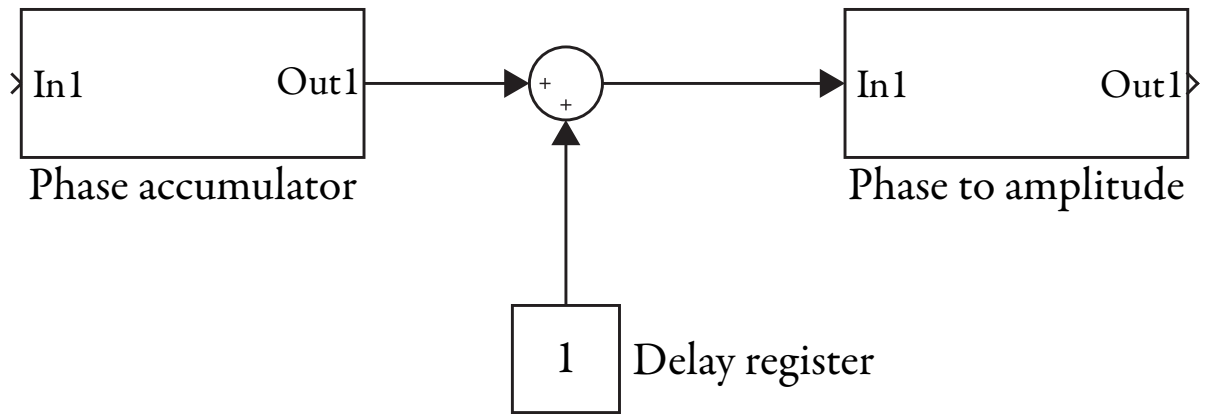 In1 Out1
Phase accumulator
+
+
In1 Out1
Phase to amplitude
1
Delay register